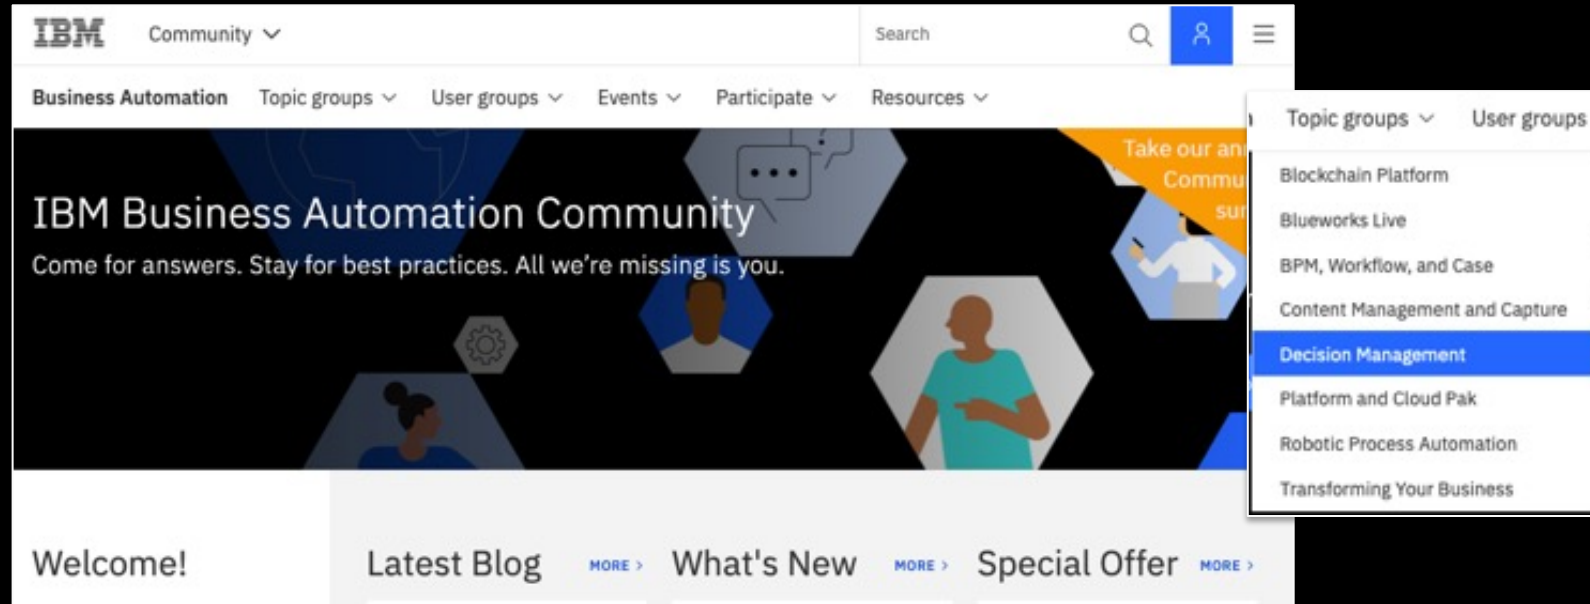 IBM Community
Search
Business Automation Topic groups User groups Events Participate Resources
Take our
IBM Business Automation Community
Come for answers. Stay for best practices. All we're missing is you.
Topic groups User groups
Blockchain Platform
Blueworks Live
BPM, Workflow, and Case
Content Management and Capture
Decision Management
Platform and Cloud Pak
Robotic Process Automation
Transforming Your Business
Welcome!
Latest Blog MORE >
What's New MORE >
Special Offer MORE >